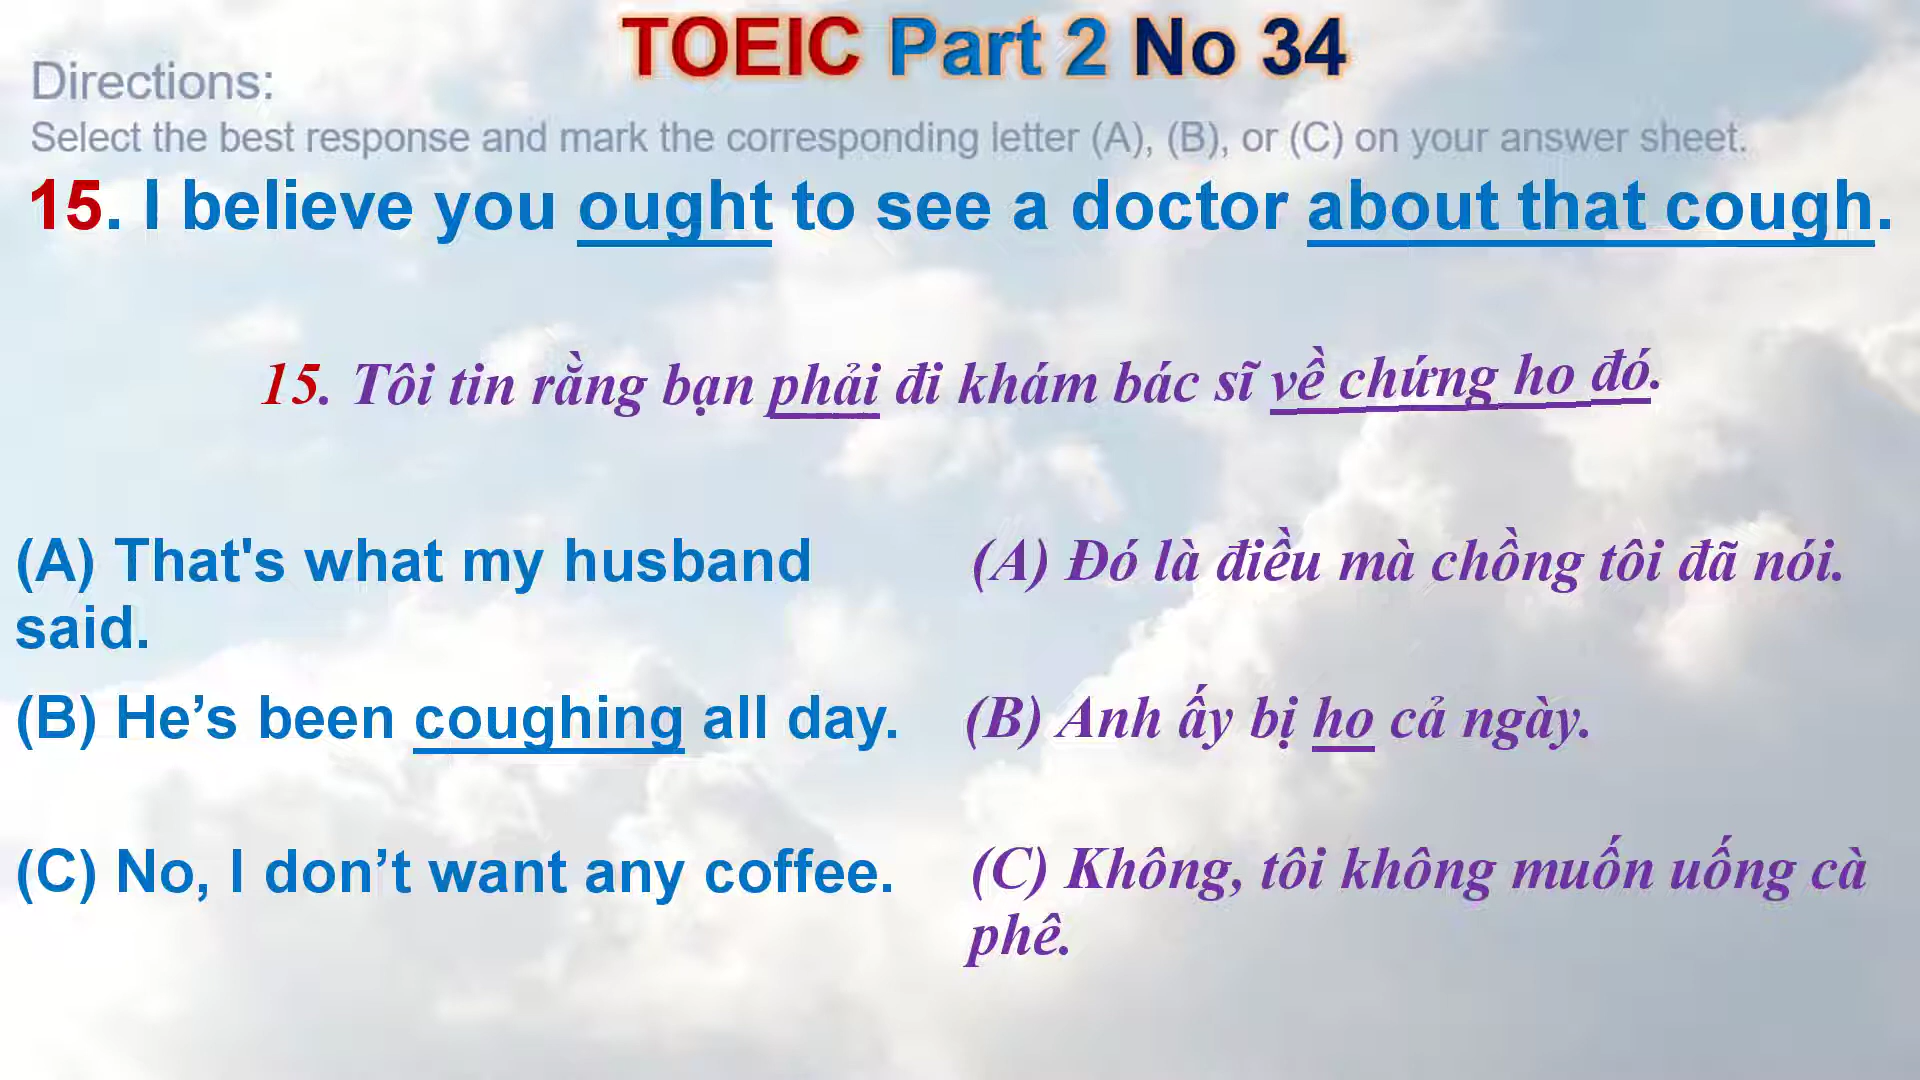 TOEIC Part 2 No 34
Directions:
Select the best response and mark the corresponding letter (A), (B), or (C) on your answer sheet.
15. I believe you ought to see a doctor about that cough.
15. Tôi tin rằng bạn phải đi khám bác sĩ về chứng ho đó.
(A) That's what my husband
said.
(A) Đó là điều mà chồng tôi đã nói.
(B) He’s been coughing all day.
(B) Anh ấy bị ho cả ngày.
(C) No, I don’t want any coffee.
(C) Không, tôi không muốn uống cà
phê.